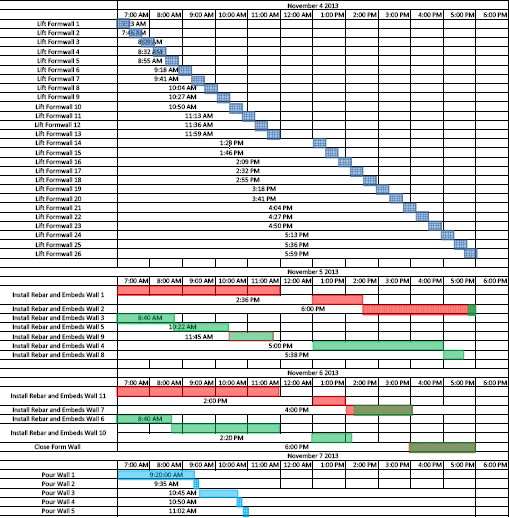 November 4 2013
7:00 AM 8:00 AM 9:00 AM 10:00 AM 11:00 AM 12:00 AM 1:00 PM 2:00 PM 3:00 PM 4:00 PM 5:00 PM 6:00 PM
Lift Formwall 1
Lift Formwall 2
Lift Formwall 3
Lift Formwall 4 8:32 AM
Lift Formwall 5 8:55 AM
Lift Formwall 6 9:18 AM
Lift Formwall 7 9:41 AM
Lift Formwall 8 10:04 AM
Lift Formwall 9 10:27 AM
Lift Formwall 10 10:50 AM
Lift Formwall 11 11:13 AM
Lift Formwall 12 11:36 AM
Lift Formwall 13 11:59 AM
Lift Formwall 14 1:23 PM
Lift Formwall 15 1:46 PM
Lift Formwall 16 2:09 PM
Lift Formwall 17 2:32 PM
Lift Formwall 18 2:55 PM
Lift Formwall 19 3:18 PM
Lift Formwall 20 3:41 PM
Lift Formwall 21 4:04 PM
Lift Formwall 22 4:27 PM
Lift Formwall 23 4:50 PM
Lift Formwall 24 5:13 PM
Lift Formwall 25 5:36 PM
Lift Formwall 26 5:59 PM
November 5 2013
7:00 AM 8:00 AM 9:00 AM 10:00 AM 11:00 AM 12:00 AM 1:00 PM 2:00 PM 3:00 PM 4:00 PM 5:00 PM 6:00 PM
Install Rebar and Embeds Wall 1 2:36 PM
Install Rebar and Embeds Wall 2 6:00 PM
Install Rebar and Embeds Wall 3 8:40 AM
Install Rebar and Embeds Wall 5 10:22 AM
Install Rebar and Embeds Wall 9 11:45 AM
Install Rebar and Embeds Wall 4 5:00 PM
Install Rebar and Embeds Wall 8 5:38 PM
November 6 2013
7:00 AM 8:00 AM 9:00 AM 10:00 AM 11:00 AM 12:00 AM 1:00 PM 2:00 PM 3:00 PM 4:00 PM 5:00 PM 6:00 PM
Install Rebar and Embeds Wall 11 2:00 PM
Install Rebar and Embeds Wall 7 4:00 PM
Install Rebar and Embeds Wall 6 8:40 AM
Install Rebar and Embeds Wall 10 2:20 PM
Close Form Wall 6:00 PM
November 7 2013
7:00 AM 8:00 AM 9:00 AM 10:00 AM 11:00 AM 12:00 AM 1:00 PM 2:00 PM 3:00 PM 4:00 PM 5:00 PM 6:00 PM
Pour Wall 1 9:20:00 AM
Pour Wall 2 9:35 AM
Pour Wall 3 10:45 AM
Pour Wall 4 10:50 AM
Pour Wall 5 11:02 AM